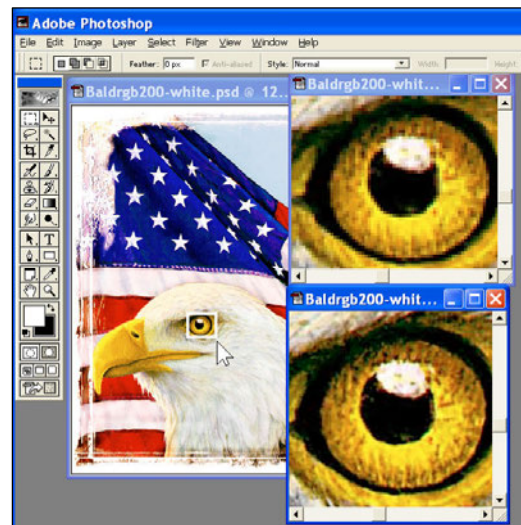 Adobe Photoshop
File Edit Image Layer Select Filter View Window Help
Feather: 0 px Anti-aliased Style: Normal Width: Height:
Baldrgb200-white.psd @ 12...
Baldrgb200-whit...
Baldrgb200-whit...
T